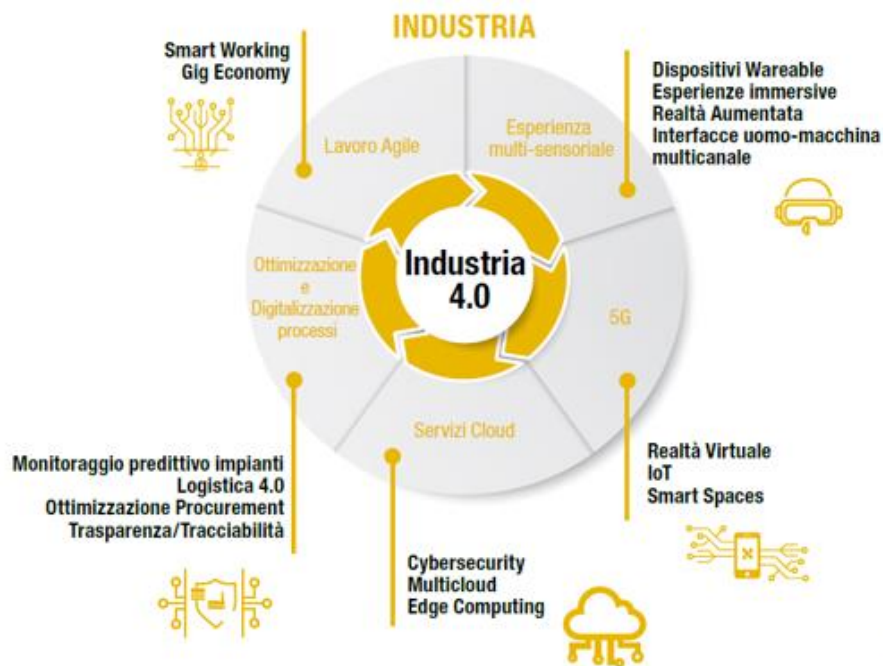 INDUSTRIA
Smart Working
Gig Economy
Dispositivi Wareable
Esperienze immersive
Realtà Aumentata
Interfacce uomo-macchina
multicanale
Lavoro Agile
Esperienza
multi-sensoriale
Ottimizzazione
e
Digitalizzazione
processi
Industria
4.0
5G
Servizi Cloud
Monitoraggio predittivo impianti
Logistica 4.0
Ottimizzazione Procurement
Trasparenza/Tracciabilità
Realtà Virtuale
IoT
Smart Spaces
Cybersecurity
Multicloud
Edge Computing